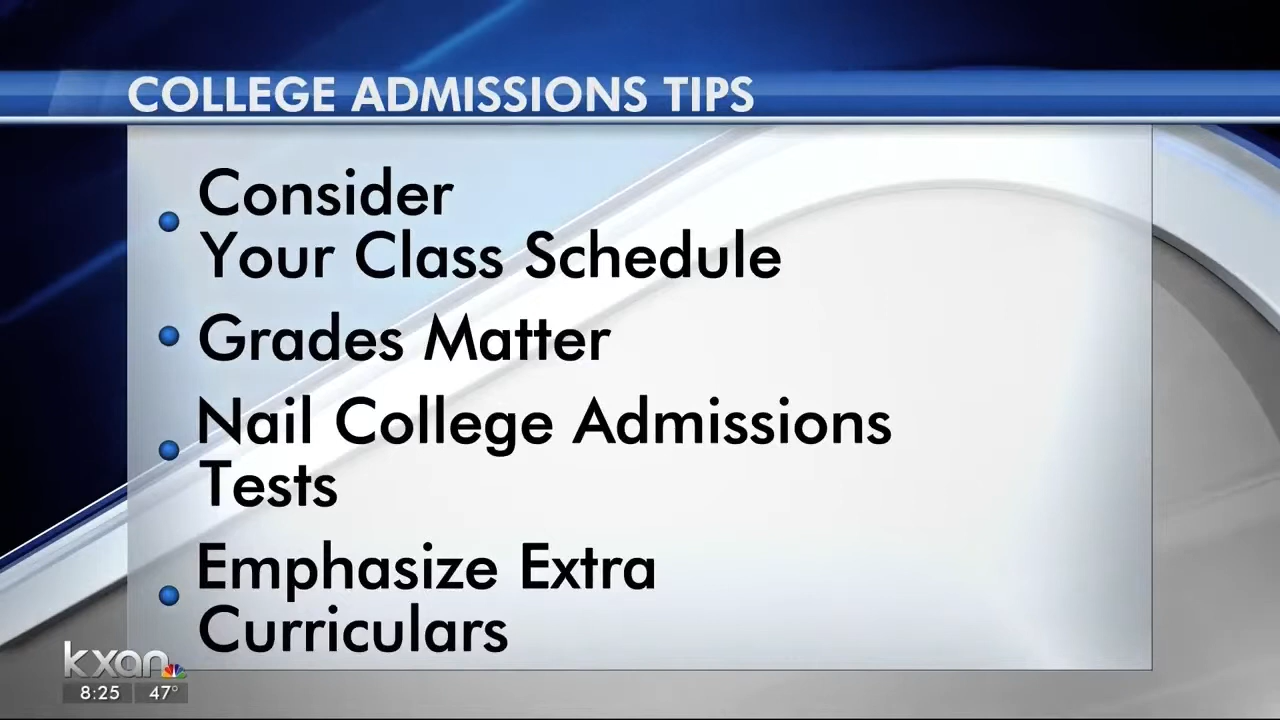 COLLEGE ADMISSIONS TIPS
Consider
Your Class Schedule
Grades Matter
Nail College Admissions
Tests
Emphasize Extra
Curriculars
kxan
8:25 47°